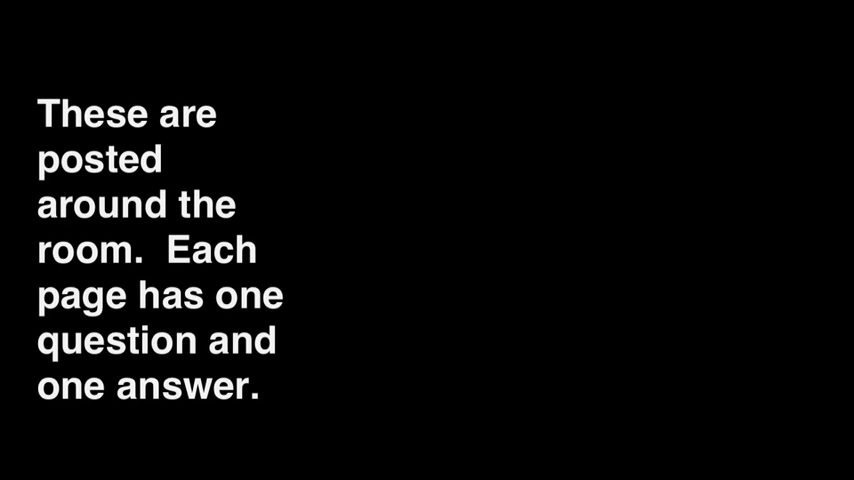 These are
posted
around the
room.  Each
page has one
question and
one answer.